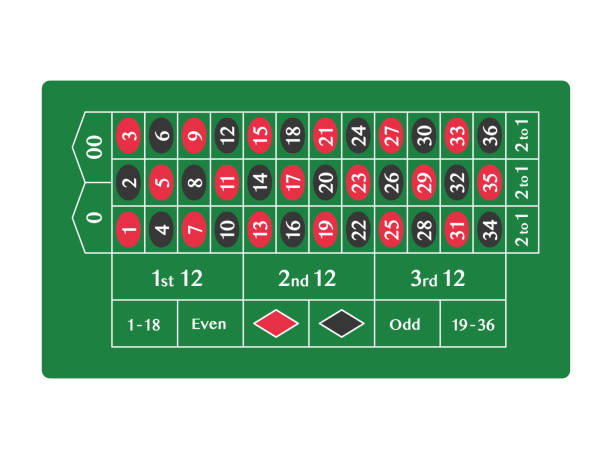 00 3 6 9 12 15 18 21 24 27 30 33 36 2 to 1
2 5 8 11 14 17 20 23 26 29 32 35 2 to 1
0 1 4 7 10 13 16 19 22 25 28 31 34 2 to 1
1st 12 2nd 12 3rd 12
1-18 Even Odd 19-36